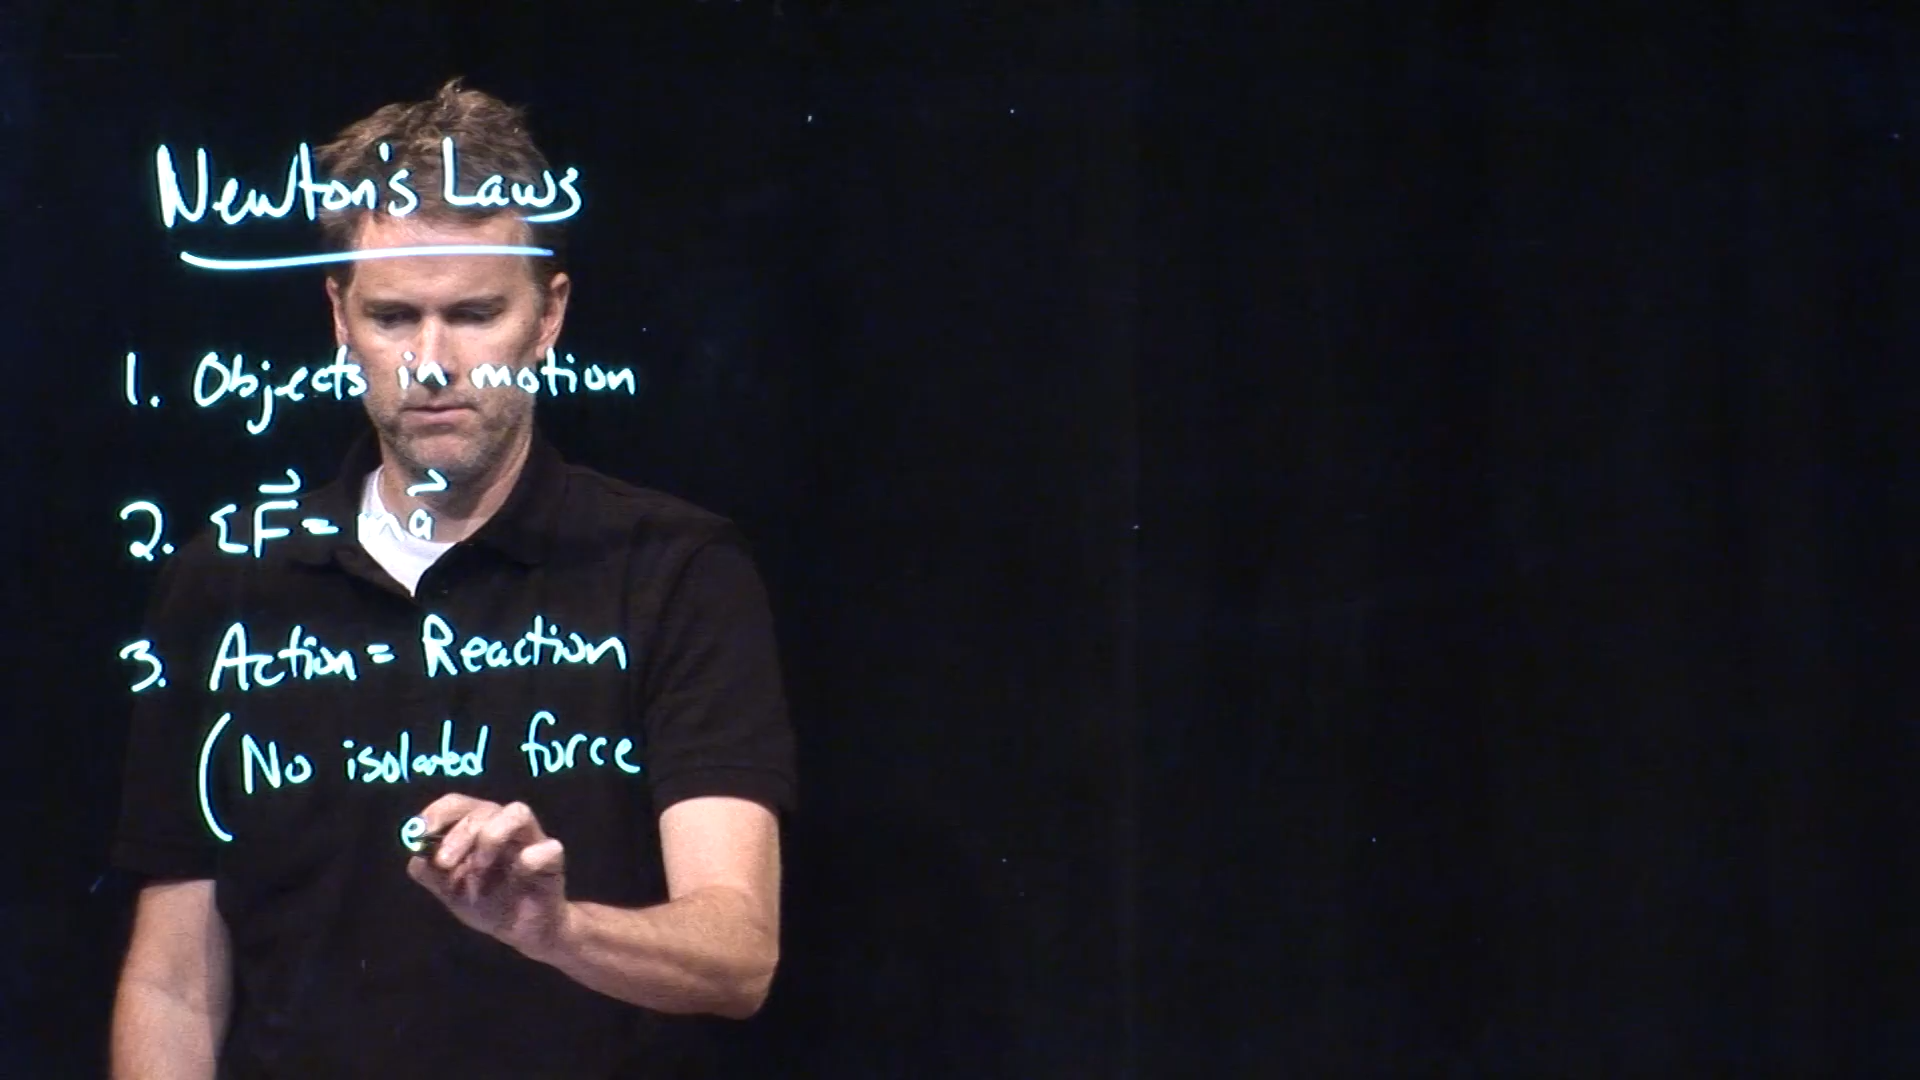 Newton's Laws
1. Objects in motion
2. ΣF⃗ = ma⃗
3. Action = Reaction
(No isolated force
e